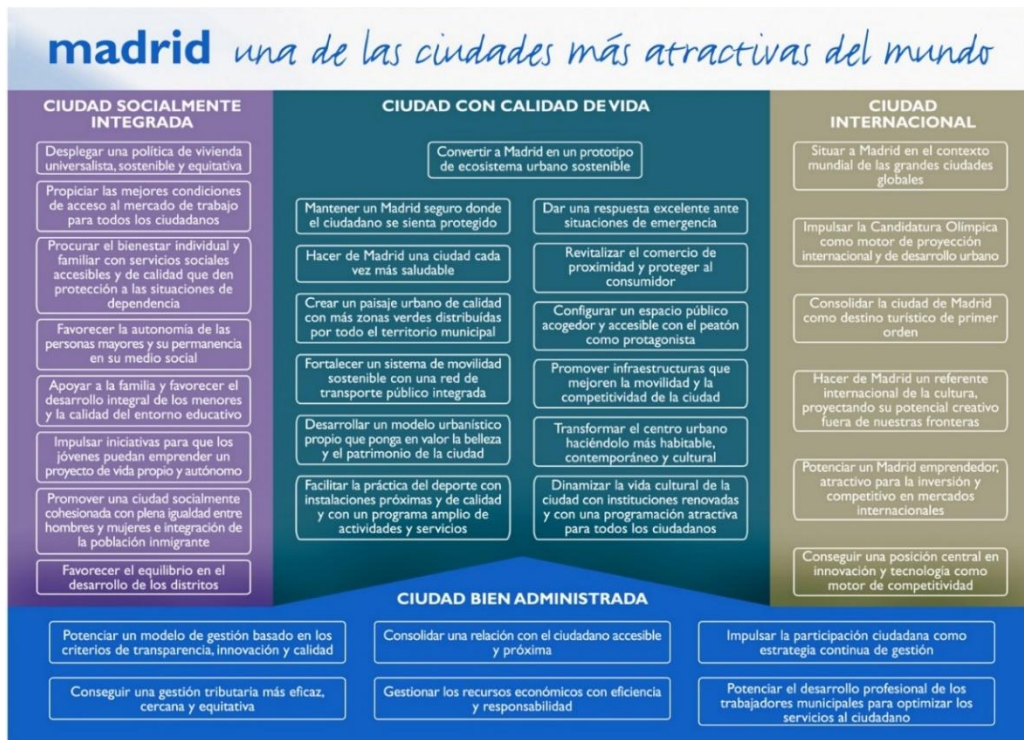 madrid una de las ciudades más atractivas del mundo
CIUDAD SOCIALMENTE
INTEGRADA
Desplegar una política de vivienda
universalista, sostenible y equitativa
Propiciar las mejores condiciones
de acceso al mercado de trabajo
para todos los ciudadanos
Procurar el bienestar individual y
familiar con servicios sociales
accesibles y de calidad que den
protección a las situaciones de
dependencia
Favorecer la autonomía de las
personas mayores y su permanencia
en su medio social
Apoyar a la familia y favorecer el
desarrollo integral de los menores
y la calidad del entorno educativo
Impulsar iniciativas para que los
jóvenes puedan emprender un
proyecto de vida propio y autónomo
Promover una ciudad socialmente
cohesionada con plena igualdad entre
hombres y mujeres e integración de
la población inmigrante
Favorecer el equilibrio en el
desarrollo de los distritos
CIUDAD CON CALIDAD DE VIDA
Convertir a Madrid en un prototipo
de ecosistema urbano sostenible
Mantener un Madrid seguro donde
el ciudadano se sienta protegido
Hacer de Madrid una ciudad cada
vez más saludable
Crear un paisaje urbano de calidad
con más zonas verdes distribuídas
por todo el territorio municipal
Fortalecer un sistema de movilidad
sostenible con una red de
transporte público integrada
Desarrollar un modelo urbanístico
propio que ponga en valor la belleza
y el patrimonio de la ciudad
Facilitar la práctica del deporte con
instalaciones próximas y de calidad
y con un programa amplio de
actividades y servicios
Dar una respuesta excelente ante
situaciones de emergencia
Revitalizar el comercio de
proximidad y proteger al
consumidor
Configurar un espacio público
acogedor y accesible con el peatón
como protagonista
Promover infraestructuras que
mejoren la movilidad y la
competitividad de la ciudad
Transformar el centro urbano
haciéndolo más habitable,
contemporáneo y cultural
Dinamizar la vida cultural de la
ciudad con instituciones renovadas
y con una programación atractiva
para todos los ciudadanos
CIUDAD
INTERNACIONAL
Situar a Madrid en el contexto
mundial de las grandes ciudades
globales
Impulsar la Candidatura Olímpica
como motor de proyección
internacional y de desarrollo urbano
Consolidar la ciudad de Madrid
como destino turístico de primer
orden
Hacer de Madrid un referente
internacional de la cultura,
proyectando su potencial creativo
fuera de nuestras fronteras
Potenciar un Madrid emprendedor,
atractivo para la inversión y
competitivo en mercados
internacionales
Conseguir una posición central en
innovación y tecnología como
motor de competitividad
CIUDAD BIEN ADMINISTRADA
Potenciar un modelo de gestión basado en los
criterios de transparencia, innovación y calidad
Consolidar una relación con el ciudadano accesible
y próxima
Impulsar la participación ciudadana como
estrategia continua de gestión
Conseguir una gestión tributaria más eficaz,
cercana y equitativa
Gestionar los recursos económicos con eficiencia
y responsabilidad
Potenciar el desarrollo profesional de los
trabajadores municipales para optimizar los
servicios al ciudadano